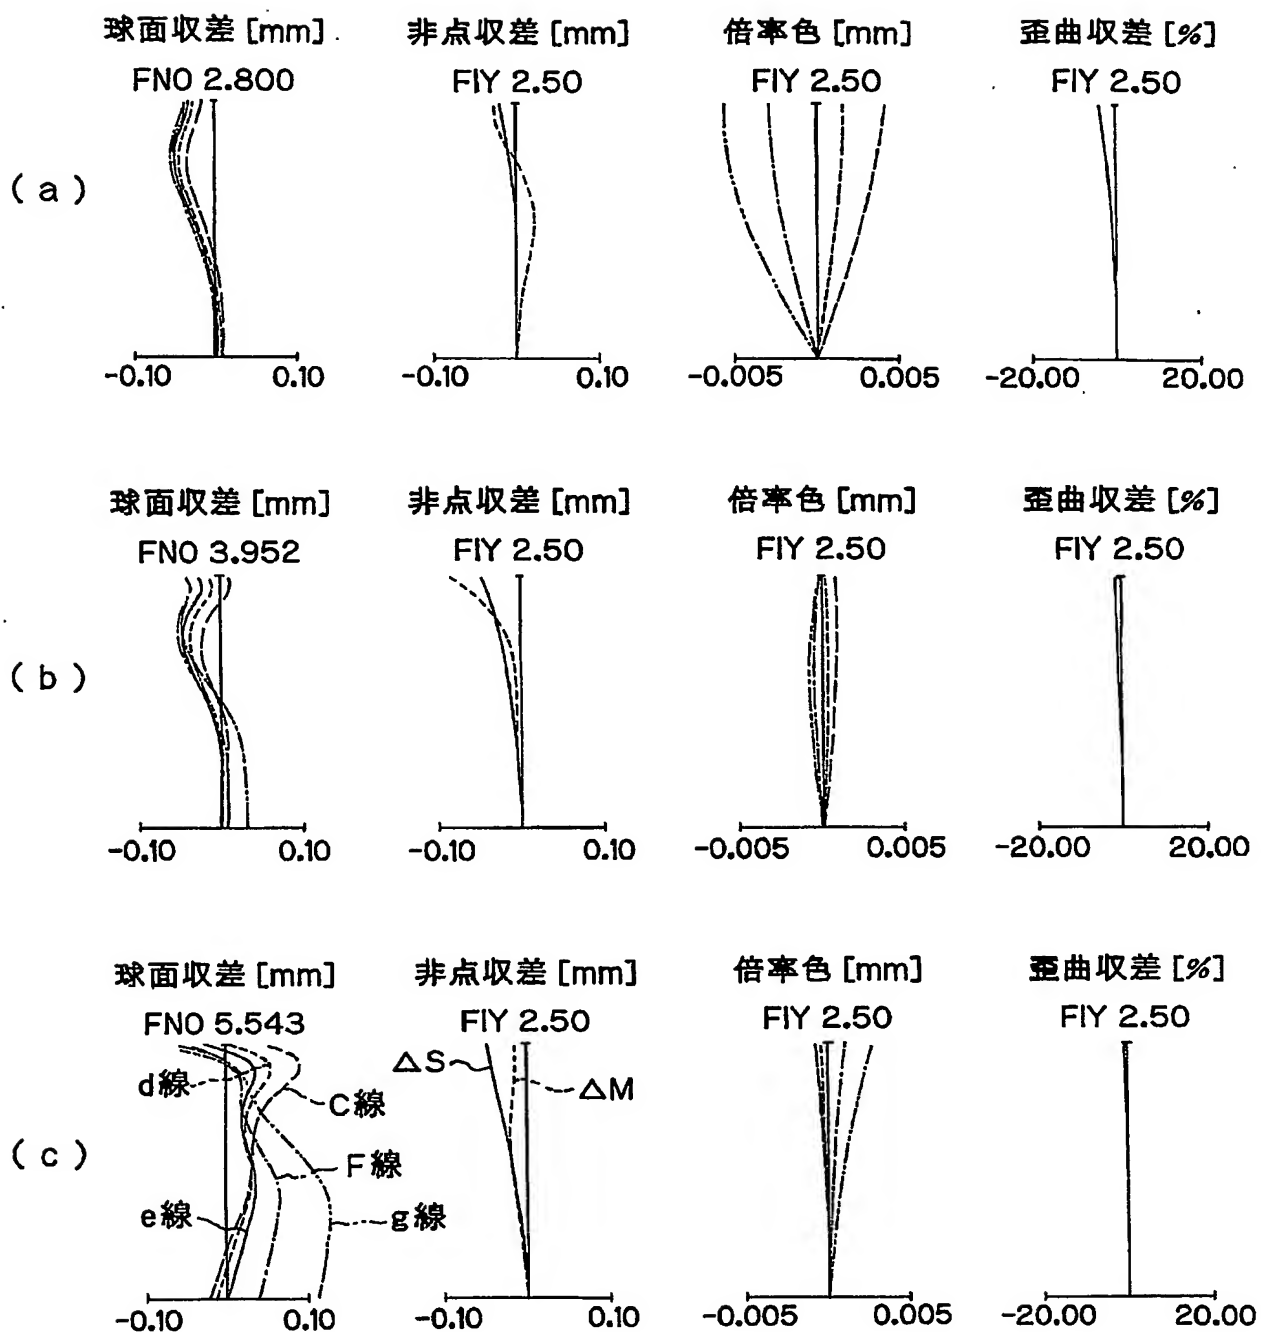 球面収差 [mm] 非点収差 [mm] 倍率色 [mm] 歪曲収差 [%]
FNO 2.800 FIY 2.50 FIY 2.50 FIY 2.50
(a)
-0.10 0.10 -0.10 0.10 -0.005 0.005 -20.00 20.00
球面収差 [mm] 非点収差 [mm] 倍率色 [mm] 歪曲収差 [%]
FNO 3.952 FIY 2.50 FIY 2.50 FIY 2.50
(b)
-0.10 0.10 -0.10 0.10 -0.005 0.005 -20.00 20.00
球面収差 [mm] 非点収差 [mm] 倍率色 [mm] 歪曲収差 [%]
FNO 5.543 FIY 2.50 FIY 2.50 FIY 2.50
△S
d線
△M
C線
(c)
F線
e線
g線
-0.10 0.10 -0.10 0.10 -0.005 0.005 -20.00 20.00